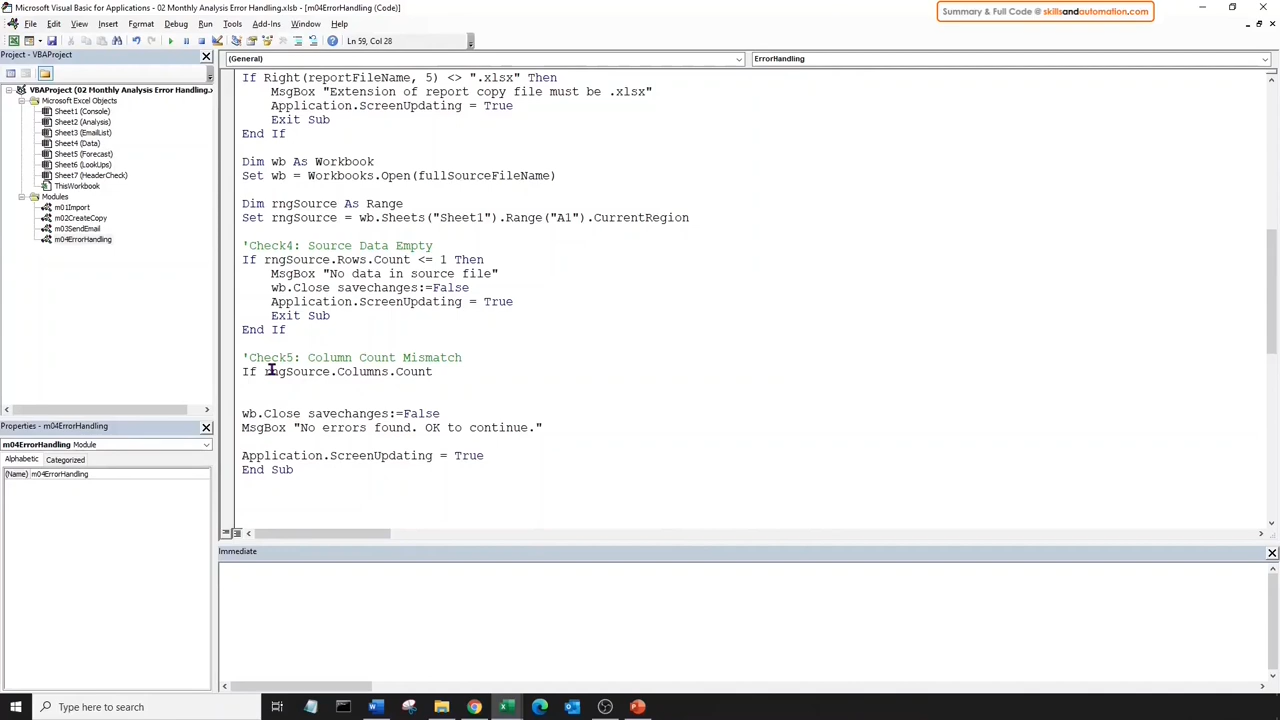 Microsoft Visual Basic for Applications - 02 Monthly Analysis Error Handling.xlsb - [m04ErrorHandling (Code)]
Summary & Full Code @ skillsandautomation.com
File Edit View Insert Format Debug Run Tools Add-Ins Window Help
Ln 59, Col 28
Project - VBAProject
(General)
ErrorHandling
VBAProject (02 Monthly Analysis Error Handling.x
Microsoft Excel Objects
Sheet1 (Console)
Sheet2 (Analysis)
Sheet3 (EmailList)
Sheet4 (Data)
Sheet5 (Forecast)
Sheet6 (LookUps)
Sheet7 (HeaderCheck)
ThisWorkbook
Modules
m01Import
m02CreateCopy
m03SendEmail
m04ErrorHandling
If Right(reportFileName, 5) <> ".xlsx" Then
MsgBox "Extension of report copy file must be .xlsx"
Application.ScreenUpdating = True
Exit Sub
End If
Dim wb As Workbook
Set wb = Workbooks.Open(fullSourceFileName)
Dim rngSource As Range
Set rngSource = wb.Sheets("Sheet1").Range("A1").CurrentRegion
'Check4: Source Data Empty
If rngSource.Rows.Count <= 1 Then
MsgBox "No data in source file"
wb.Close savechanges:=False
Application.ScreenUpdating = True
Exit Sub
End If
'Check5: Column Count Mismatch
If rngSource.Columns.Count
wb.Close savechanges:=False
MsgBox "No errors found. OK to continue."
Application.ScreenUpdating = True
End Sub
Properties - m04ErrorHandling
m04ErrorHandling Module
Alphabetic Categorized
(Name) m04ErrorHandling
Immediate
Type here to search